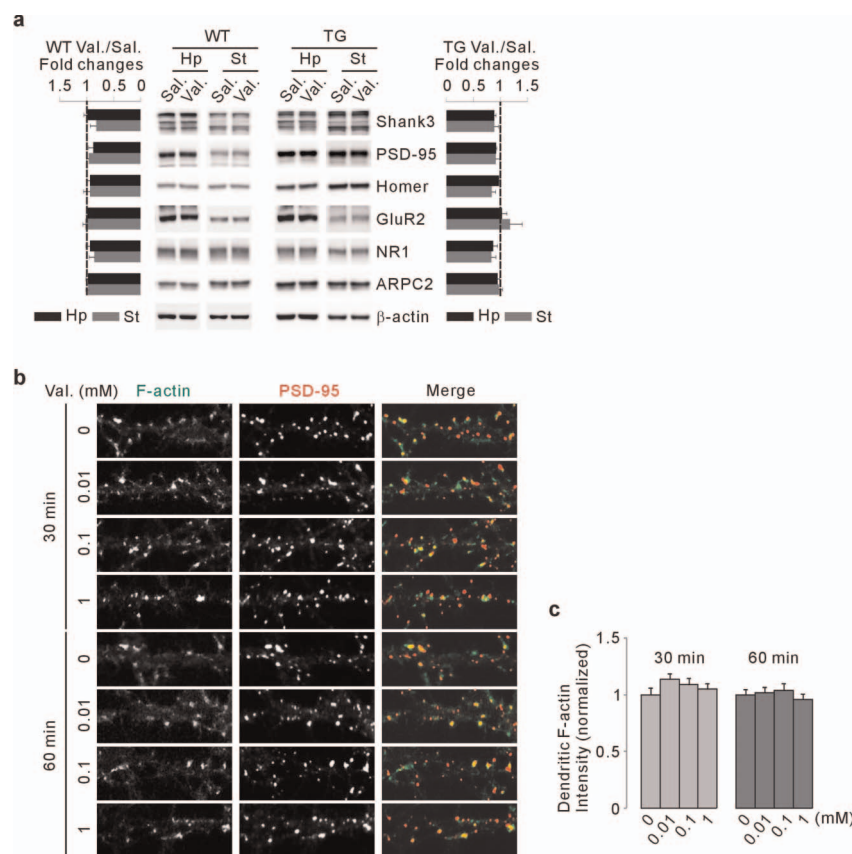 a
WT Val./Sal.
Fold changes
1.5 1 0.5 0
WT
Hp St
Sal. Val. Sal. Val.
TG
Hp St
Sal. Val. Sal. Val.
TG Val./Sal.
Fold changes
0 0.5 1 1.5
Shank3
PSD-95
Homer
GluR2
NR1
ARPC2
β-actin
Hp St
Hp St
b
Val. (mM) F-actin PSD-95 Merge
30 min
0
0.01
0.1
1
60 min
0
0.01
0.1
1
c
Dendritic F-actin
Intensity (normalized)
1.5
1
0.5
0
30 min 60 min
0 0.01 0.1 1 0 0.01 0.1 1 (mM)